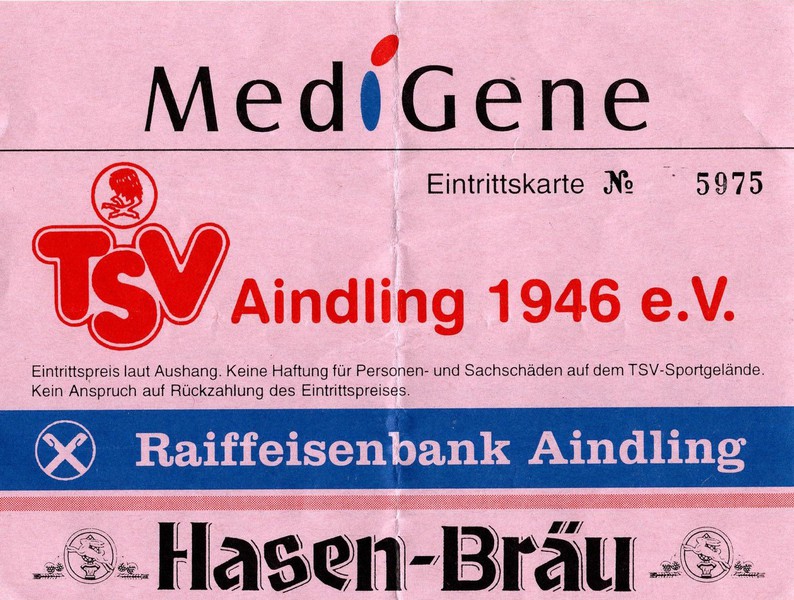 MediGene
Eintrittskarte № 5975
TSV Aindling 1946 e.V.
Eintrittspreis laut Aushang. Keine Haftung für Personen- und Sachschäden auf dem TSV-Sportgelände.
Kein Anspruch auf Rückzahlung des Eintrittspreises.
Raiffeisenbank Aindling
Hasen-Bräu